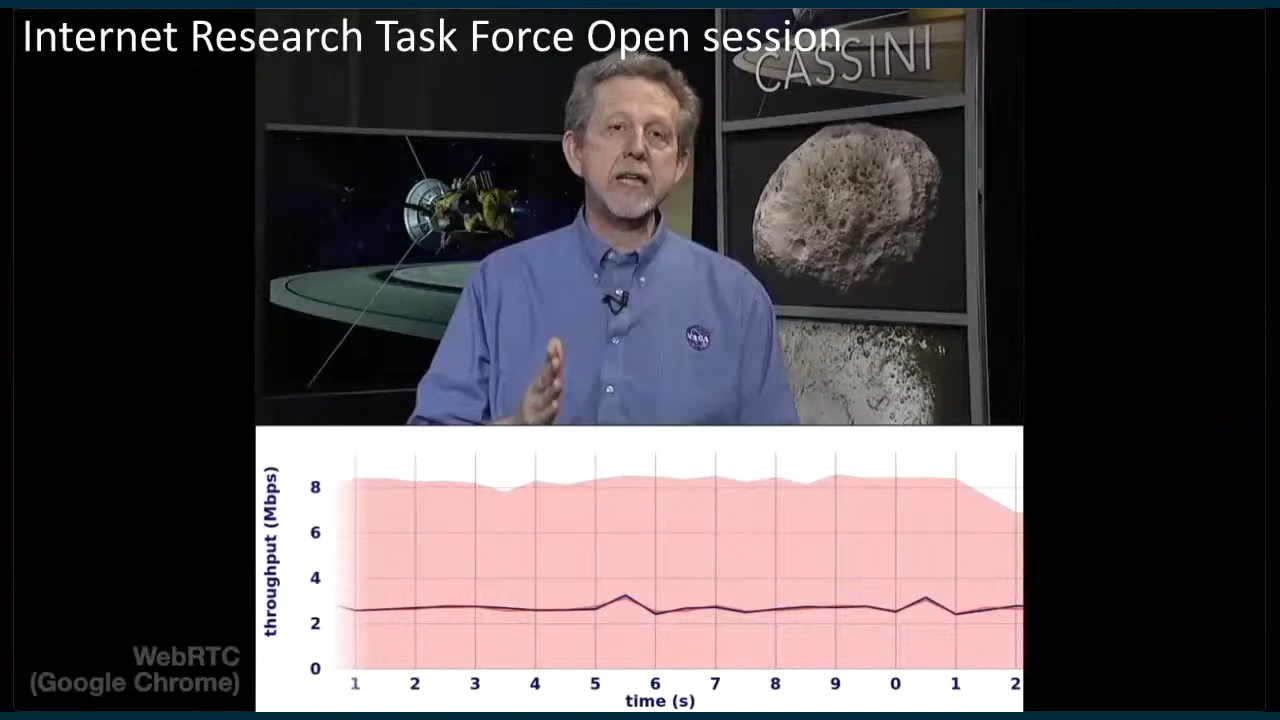 Internet Research Task Force Open session
CASSINI
NASA
throughput (Mbps)
8
6
4
2
0
1 2 3 4 5 6 7 8 9 0 1 2
time (s)
WebRTC
(Google Chrome)